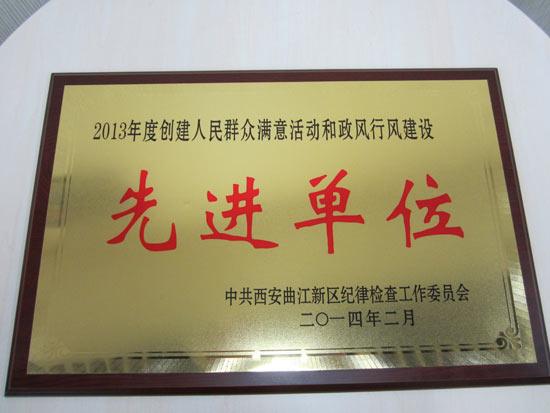 2013年度创建人民群众满意活动和政风行风建设
先进单位
中共西安曲江新区纪律检查工作委员会
二〇一四年二月